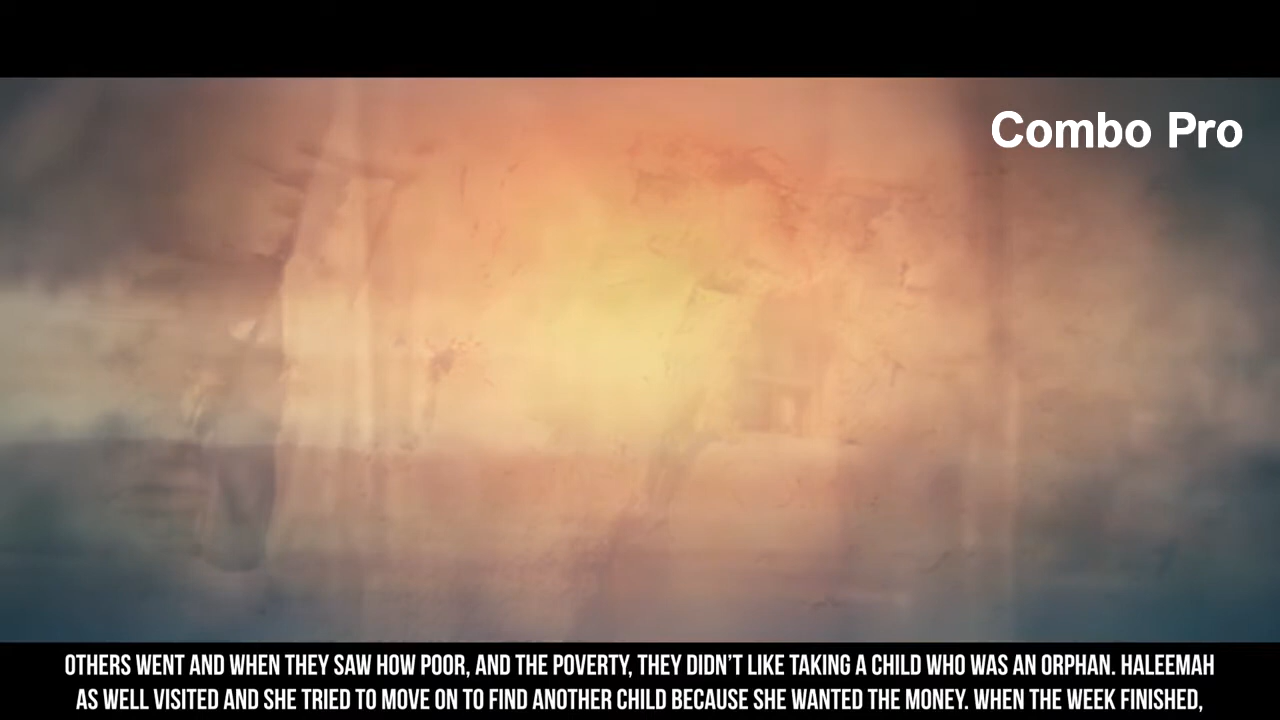 Combo Pro
OTHERS WENT AND WHEN THEY SAW HOW POOR, AND THE POVERTY, THEY DIDN'T LIKE TAKING A CHILD WHO WAS AN ORPHAN. HALEEMAH
AS WELL VISITED AND SHE TRIED TO MOVE ON TO FIND ANOTHER CHILD BECAUSE SHE WANTED THE MONEY. WHEN THE WEEK FINISHED,